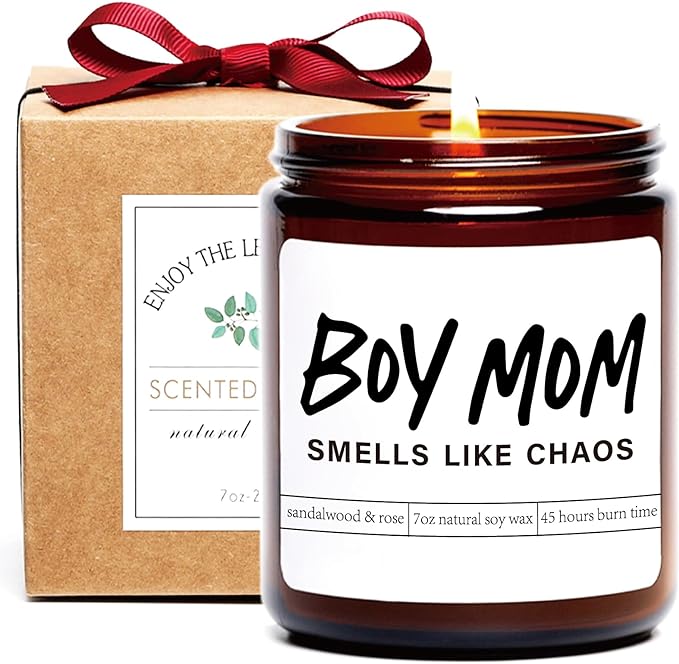 ENJOY THE
SCENTED
natural
7oz-2
BOY MOM
SMELLS LIKE CHAOS
sandalwood & rose 7oz natural soy wax 45 hours burn time